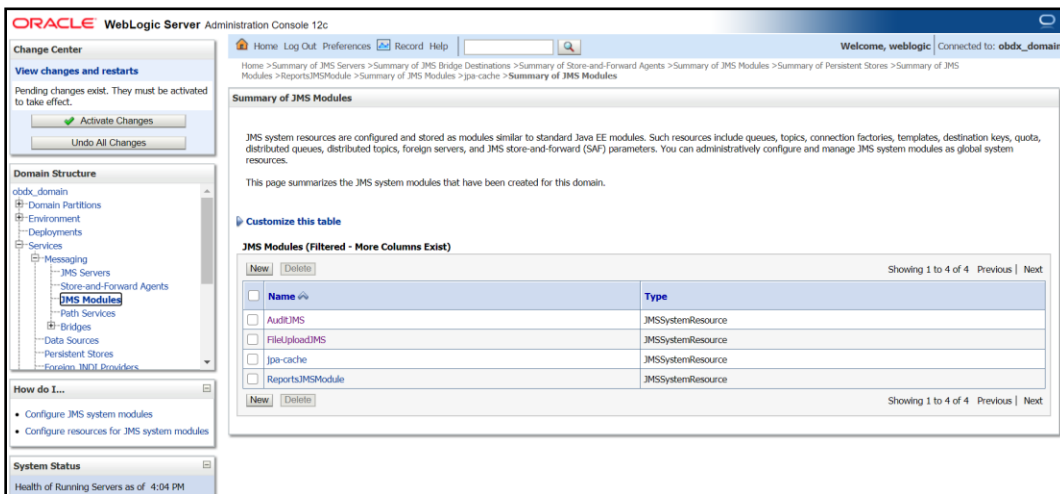 ORACLE WebLogic Server Administration Console 12c
Change Center
View changes and restarts
Pending changes exist. They must be activated
to take effect.
Activate Changes
Undo All Changes
Domain Structure
obdx_domain
Domain Partitions
Environment
Deployments
Services
Messaging
JMS Servers
Store-and-Forward Agents
JMS Modules
Path Services
Bridges
Data Sources
Persistent Stores
Foreign JNDI Providers
How do I...
Configure JMS system modules
Configure resources for JMS system modules
System Status
Health of Running Servers as of 4:04 PM
Home Log Out Preferences Record Help
Welcome, weblogic Connected to: obdx_domain
Home >Summary of JMS Servers >Summary of JMS Bridge Destinations >Summary of Store-and-Forward Agents >Summary of JMS Modules >Summary of Persistent Stores >Summary of JMS
Modules >ReportsJMSModule >Summary of JMS Modules >jpa-cache >Summary of JMS Modules
Summary of JMS Modules
JMS system resources are configured and stored as modules similar to standard Java EE modules. Such resources include queues, topics, connection factories, templates, destination keys, quota,
distributed queues, distributed topics, foreign servers, and JMS store-and-forward (SAF) parameters. You can administratively configure and manage JMS system modules as global system
resources.
This page summarizes the JMS system modules that have been created for this domain.
Customize this table
JMS Modules (Filtered - More Columns Exist)
New Delete Showing 1 to 4 of 4 Previous | Next
Name Type
AuditJMS JMSSystemResource
FileUploadJMS JMSSystemResource
jpa-cache JMSSystemResource
ReportsJMSModule JMSSystemResource
New Delete Showing 1 to 4 of 4 Previous | Next